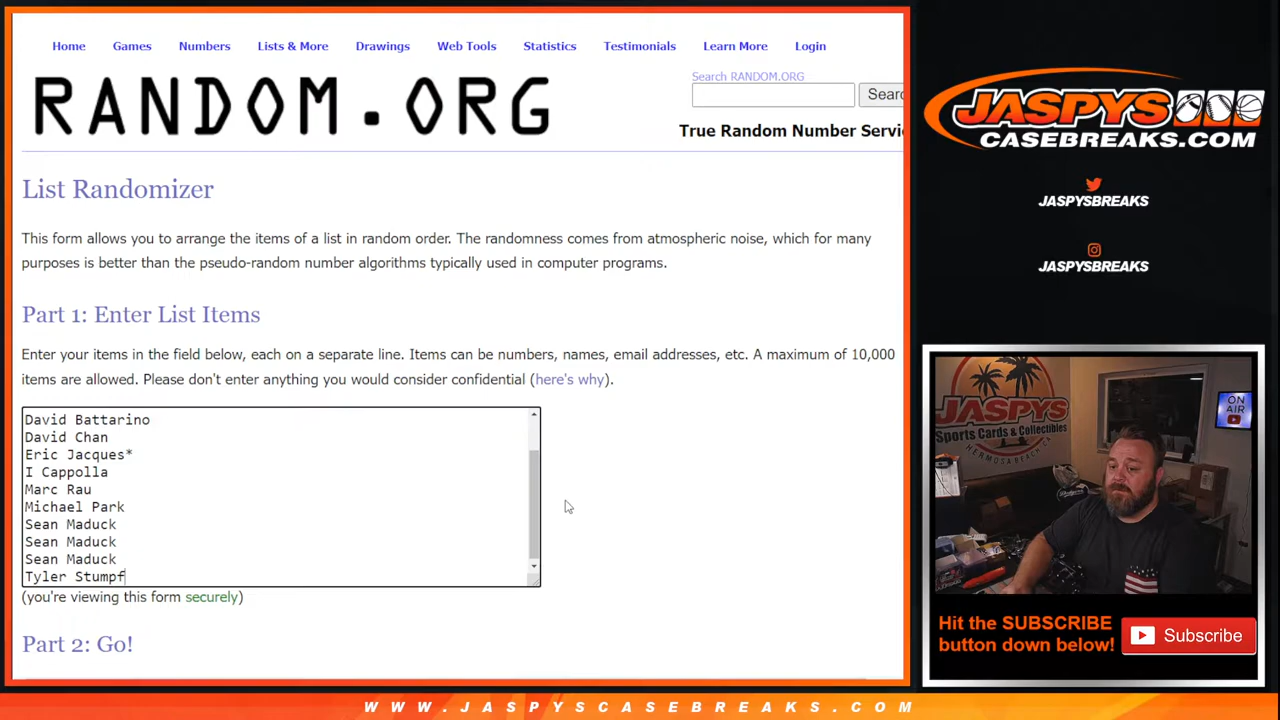 Home Games Numbers Lists & More Drawings Web Tools Statistics Testimonials Learn More Login
RANDOM.ORG
Search RANDOM.ORG
Searc
True Random Number Servi
List Randomizer
This form allows you to arrange the items of a list in random order. The randomness comes from atmospheric noise, which for many
purposes is better than the pseudo-random number algorithms typically used in computer programs.
Part 1: Enter List Items
Enter your items in the field below, each on a separate line. Items can be numbers, names, email addresses, etc. A maximum of 10,000
items are allowed. Please don't enter anything you would consider confidential (here's why).
David Battarino
David Chan
Eric Jacques*
I Cappolla
Marc Rau
Michael Park
Sean Maduck
Sean Maduck
Sean Maduck
Tyler Stumpf
(you're viewing this form securely)
Part 2: Go!
JASPYS
CASEBREAKS.COM
JASPYSBREAKS
JASPYSBREAKS
JASPYS
Sports Cards & Collectibles
HERMOSA BEACH, CA
ON
AIR
Hit the SUBSCRIBE
button down below!
Subscribe
WWW.JASPYSCASEBREAKS.COM